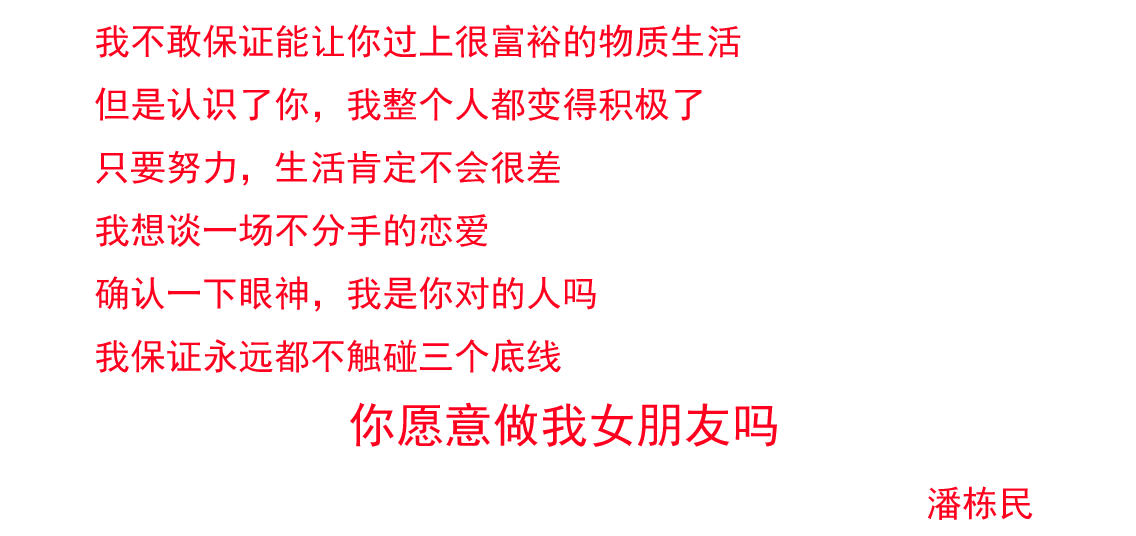 我不敢保证能让你过上很富裕的物质生活
但是认识了你，我整个人都变得积极了
只要努力，生活肯定不会很差
我想谈一场不分手的恋爱
确认一下眼神，我是你对的人吗
我保证永远都不触碰三个底线
你愿意做我女朋友吗
潘栋民